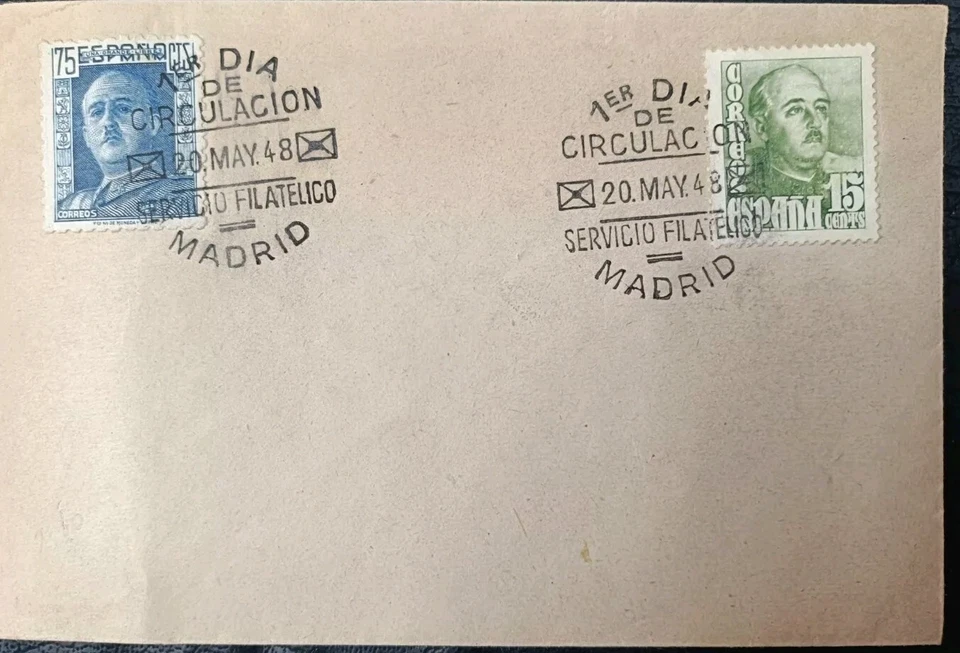 75 ESPAÑA CTS
CORREOS
1ER DIA
DE
CIRCULACION
20.MAY.48
SERVICIO FILATELICO
MADRID
1ER DIA
DE
CIRCULACION
20.MAY.48
SERVICIO FILATELICO
MADRID
CORREOS
ESPAÑA
15
CENTS